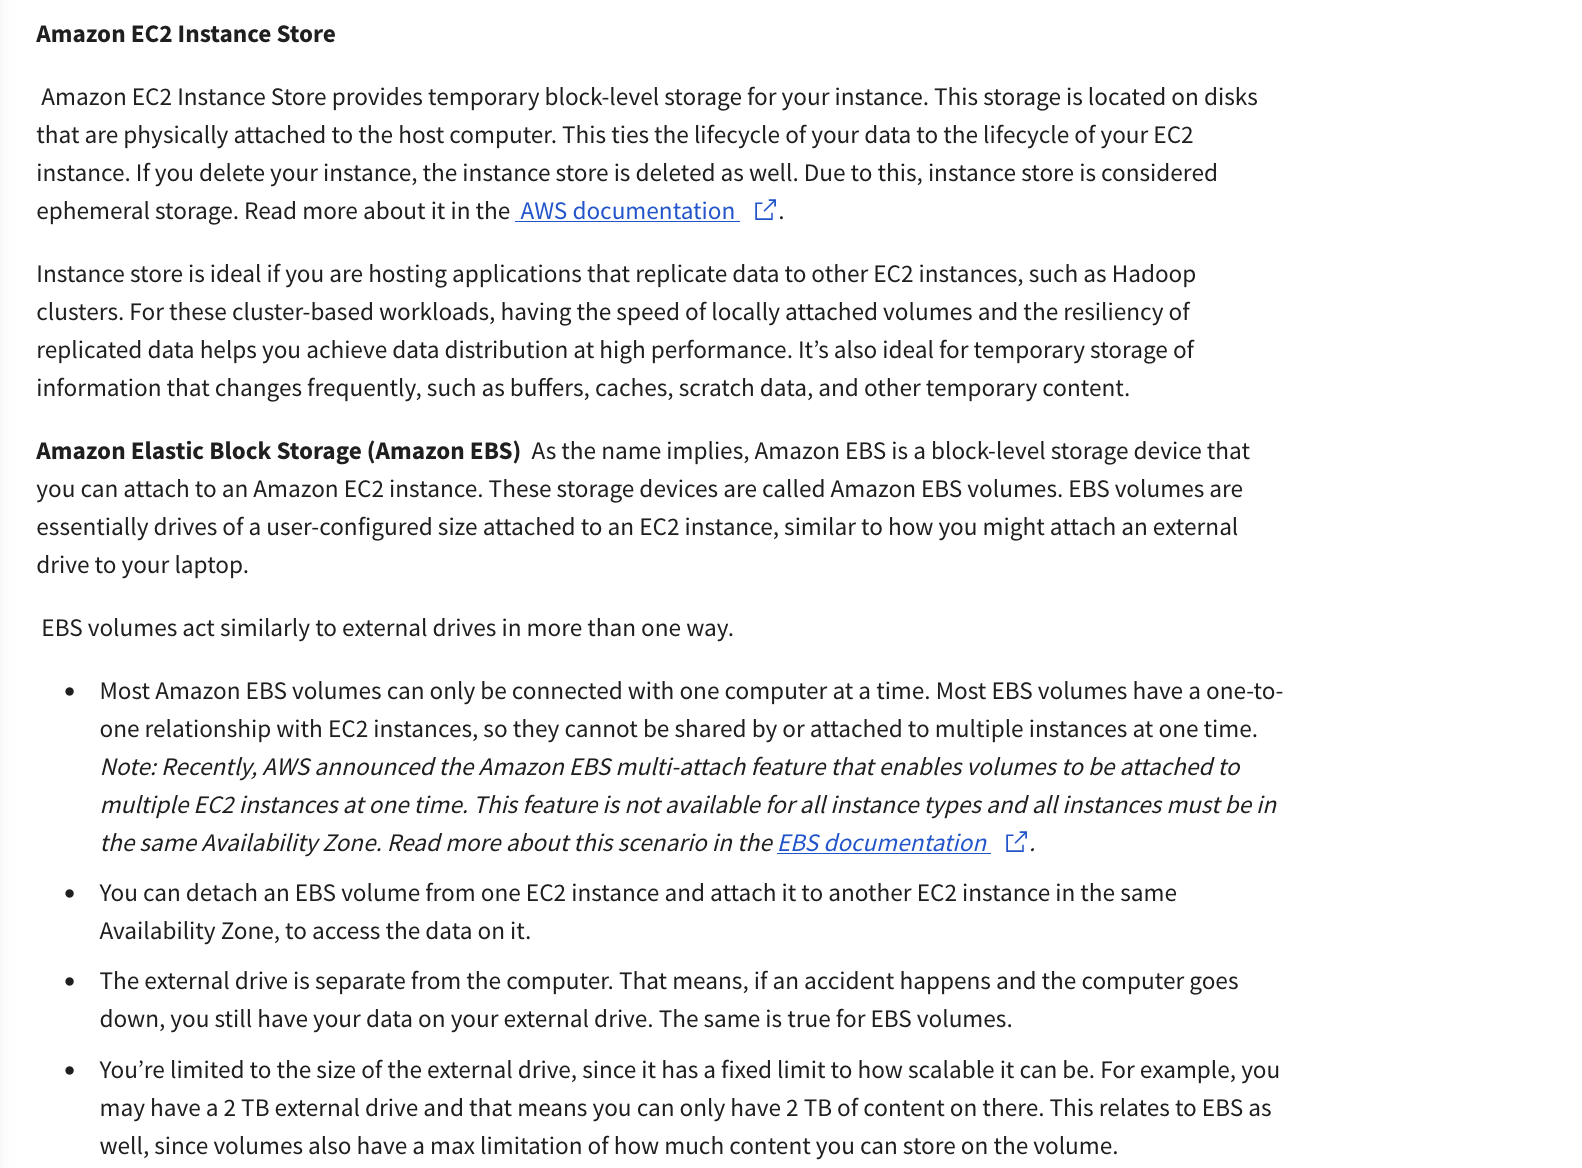 Amazon EC2 Instance Store
Amazon EC2 Instance Store provides temporary block-level storage for your instance. This storage is located on disks
that are physically attached to the host computer. This ties the lifecycle of your data to the lifecycle of your EC2
instance. If you delete your instance, the instance store is deleted as well. Due to this, instance store is considered
ephemeral storage. Read more about it in the AWS documentation .
Instance store is ideal if you are hosting applications that replicate data to other EC2 instances, such as Hadoop
clusters. For these cluster-based workloads, having the speed of locally attached volumes and the resiliency of
replicated data helps you achieve data distribution at high performance. It’s also ideal for temporary storage of
information that changes frequently, such as buffers, caches, scratch data, and other temporary content.
Amazon Elastic Block Storage (Amazon EBS) As the name implies, Amazon EBS is a block-level storage device that
you can attach to an Amazon EC2 instance. These storage devices are called Amazon EBS volumes. EBS volumes are
essentially drives of a user-configured size attached to an EC2 instance, similar to how you might attach an external
drive to your laptop.
EBS volumes act similarly to external drives in more than one way.
• Most Amazon EBS volumes can only be connected with one computer at a time. Most EBS volumes have a one-to-
one relationship with EC2 instances, so they cannot be shared by or attached to multiple instances at one time.
Note: Recently, AWS announced the Amazon EBS multi-attach feature that enables volumes to be attached to
multiple EC2 instances at one time. This feature is not available for all instance types and all instances must be in
the same Availability Zone. Read more about this scenario in the EBS documentation .
• You can detach an EBS volume from one EC2 instance and attach it to another EC2 instance in the same
Availability Zone, to access the data on it.
• The external drive is separate from the computer. That means, if an accident happens and the computer goes
down, you still have your data on your external drive. The same is true for EBS volumes.
• You’re limited to the size of the external drive, since it has a fixed limit to how scalable it can be. For example, you
may have a 2 TB external drive and that means you can only have 2 TB of content on there. This relates to EBS as
well, since volumes also have a max limitation of how much content you can store on the volume.